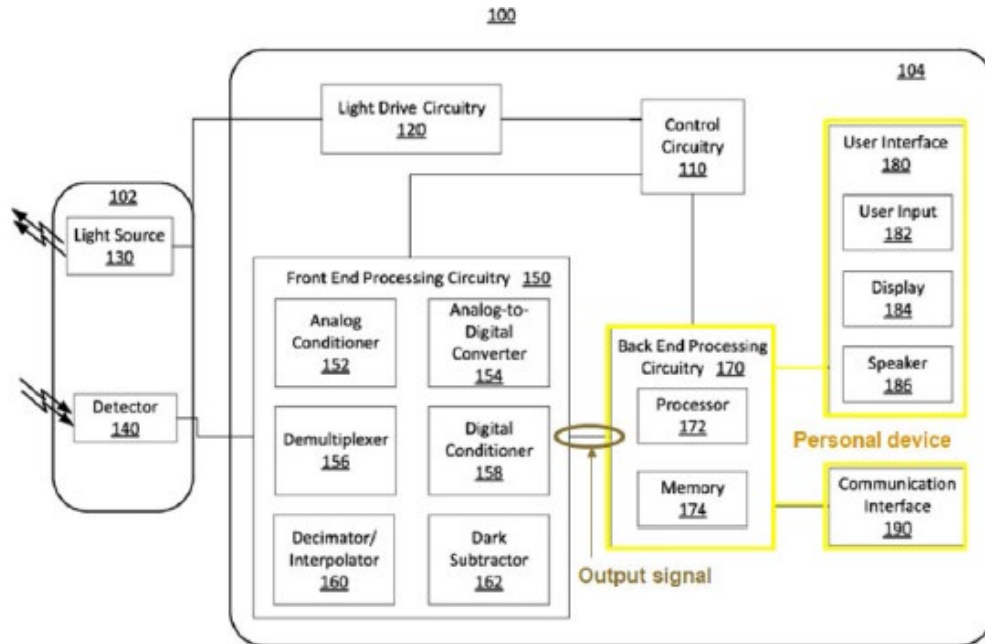 100
104
Light Drive Circuitry
120
Control
Circuitry
110
User Interface
180
User Input
182
Display
184
Speaker
186
102
Light Source
130
Detector
140
Front End Processing Circuitry 150
Analog
Conditioner
152
Analog-to-
Digital
Converter
154
Demultiplexer
156
Digital
Conditioner
158
Decimator/
Interpolator
160
Dark
Subtractor
162
Back End Processing
Circuitry 170
Processor
172
Memory
174
Personal device
Communication
Interface
190
Output signal